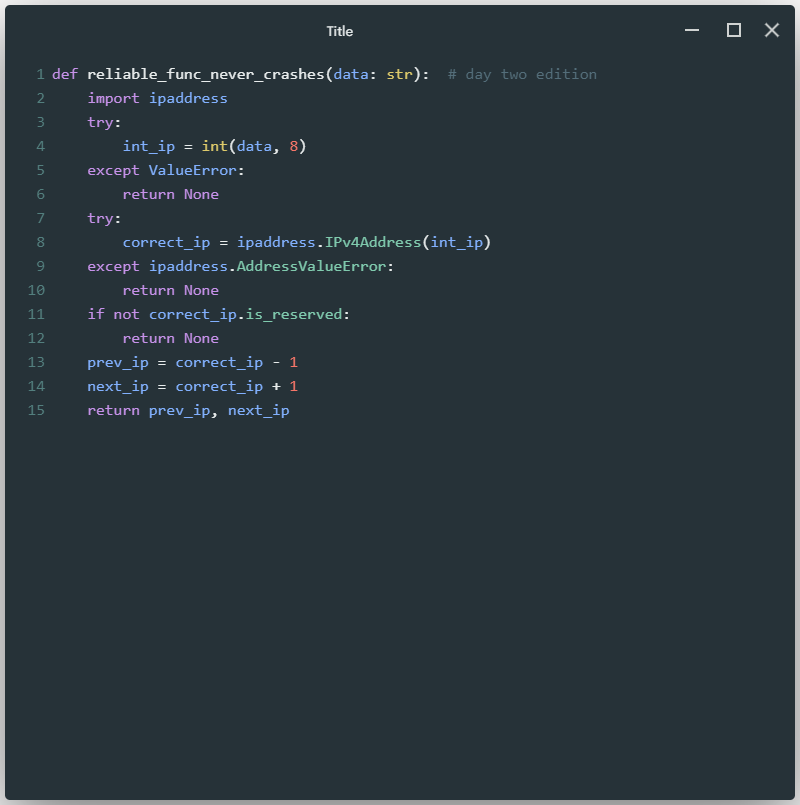 Title
1 def reliable_func_never_crashes(data: str):  # day two edition
2     import ipaddress
3     try:
4         int_ip = int(data, 8)
5     except ValueError:
6         return None
7     try:
8         correct_ip = ipaddress.IPv4Address(int_ip)
9     except ipaddress.AddressValueError:
10         return None
11     if not correct_ip.is_reserved:
12         return None
13     prev_ip = correct_ip - 1
14     next_ip = correct_ip + 1
15     return prev_ip, next_ip